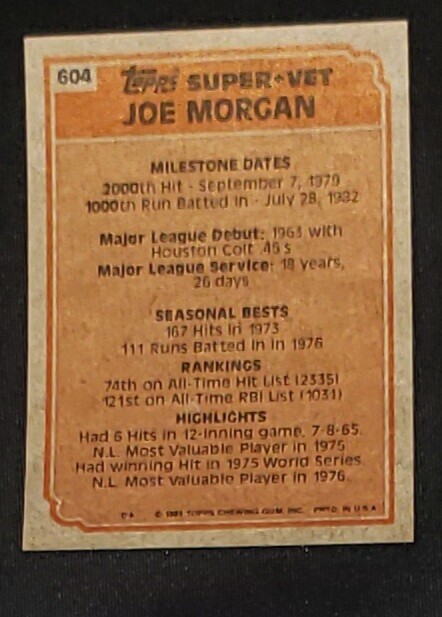 604
Topps SUPER VET
JOE MORGAN
MILESTONE DATES
2000th Hit - September 7, 1979
1000th Run Batted In - July 28, 1982
Major League Debut: 1963 with
Houston Colt .45's
Major League Service: 18 years,
26 days
SEASONAL BESTS
167 Hits in 1973
111 Runs Batted In in 1976
RANKINGS
74th on All-Time Hit List (2335)
121st on All-Time RBI List (1031)
HIGHLIGHTS
Had 6 Hits in 12-inning game, 7-8-65.
N.L. Most Valuable Player in 1975
Had winning Hit in 1975 World Series.
N.L. Most Valuable Player in 1976.
© TOPPS CHEWING GUM, INC. PRTD. IN U.S.A.